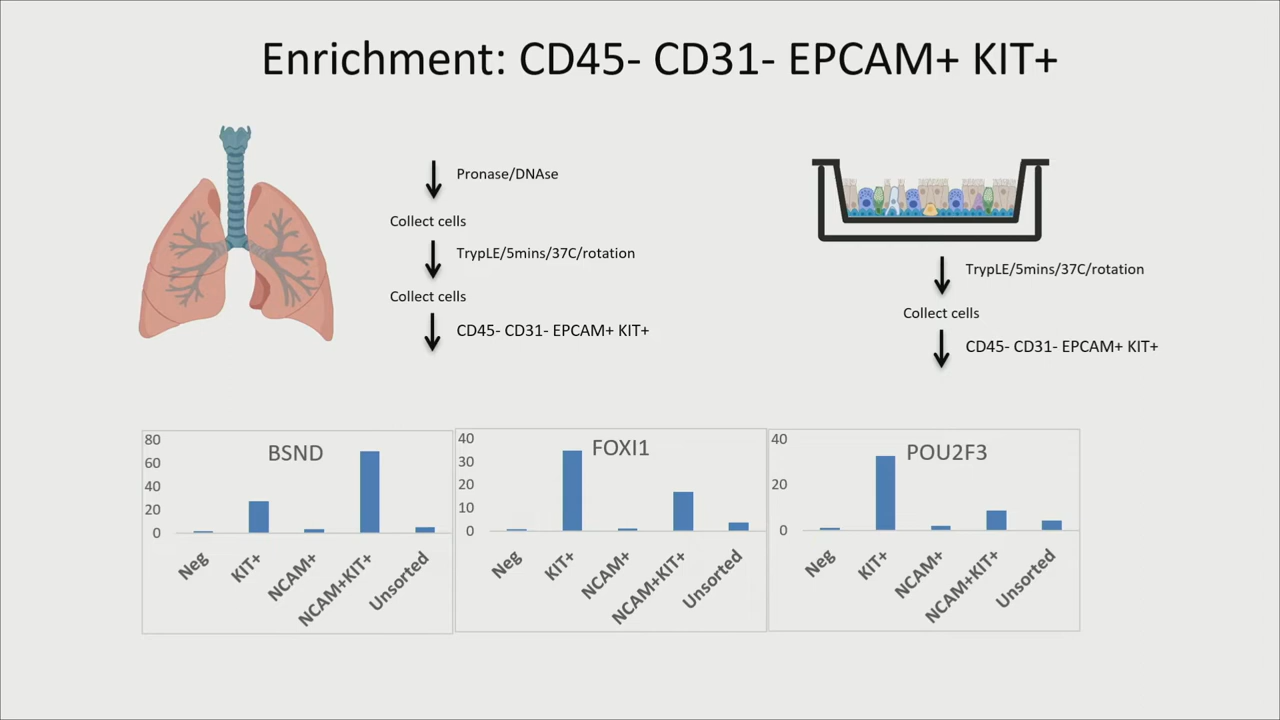 Enrichment: CD45- CD31- EPCAM+ KIT+
Pronase/DNAse
Collect cells
TrypLE/5mins/37C/rotation
Collect cells
CD45- CD31- EPCAM+ KIT+
TrypLE/5mins/37C/rotation
Collect cells
CD45- CD31- EPCAM+ KIT+
BSND
80
60
40
20
0
Neg
KIT+
NCAM+
NCAM+KIT+
Unsorted
FOXI1
40
30
20
10
0
Neg
KIT+
NCAM+
NCAM+KIT+
Unsorted
POU2F3
40
20
0
Neg
KIT+
NCAM+
NCAM+KIT+
Unsorted